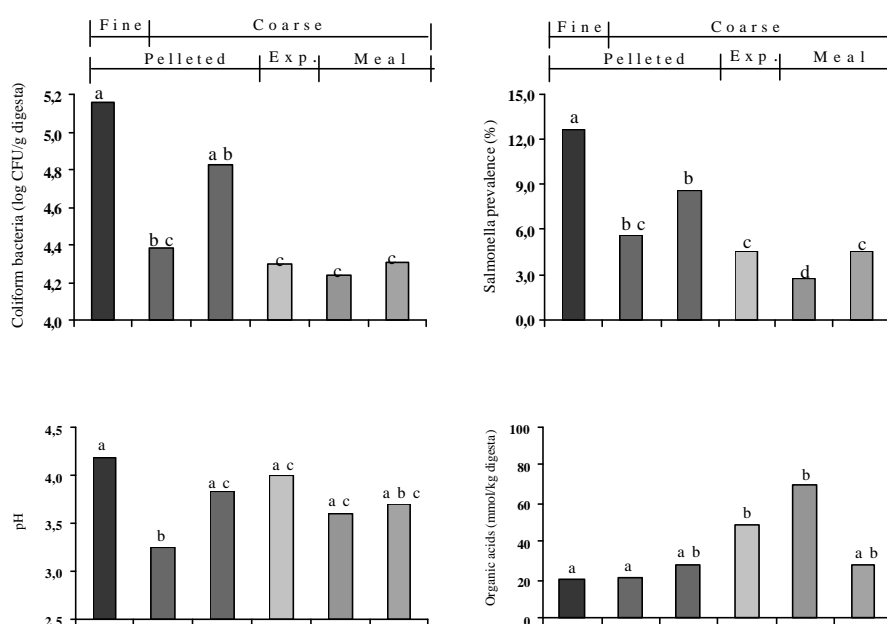 Fine Coarse
Pelleted Exp. Meal
Coliform bacteria (log CFU/g digesta)
5,2
5,0
4,8
4,6
4,4
4,2
4,0
a
b c
a b
c
c
c
Fine Coarse
Pelleted Exp. Meal
Salmonella prevalence (%)
15,0
12,0
9,0
6,0
3,0
0,0
a
b c
b
c
d
c
pH
4,5
4,0
3,5
3,0
2,5
a
b
a c
a c
a c
a b c
Organic acids (mmol/kg digesta)
100
80
60
40
20
0
a
a
a b
b
b
a b